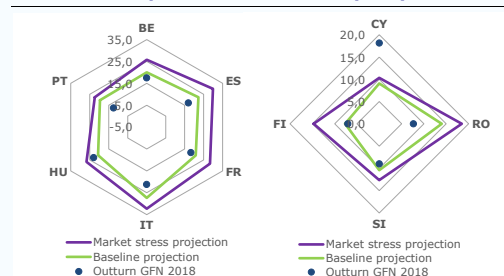 BE
35,0
25,0
15,0
5,0
-5,0
ES
FR
IT
HU
PT
Market stress projection
Baseline projection
Outturn GFN 2018
CY
20,0
15,0
10,0
5,0
0,0
RO
SI
FI
Market stress projection
Baseline projection
Outturn GFN 2018